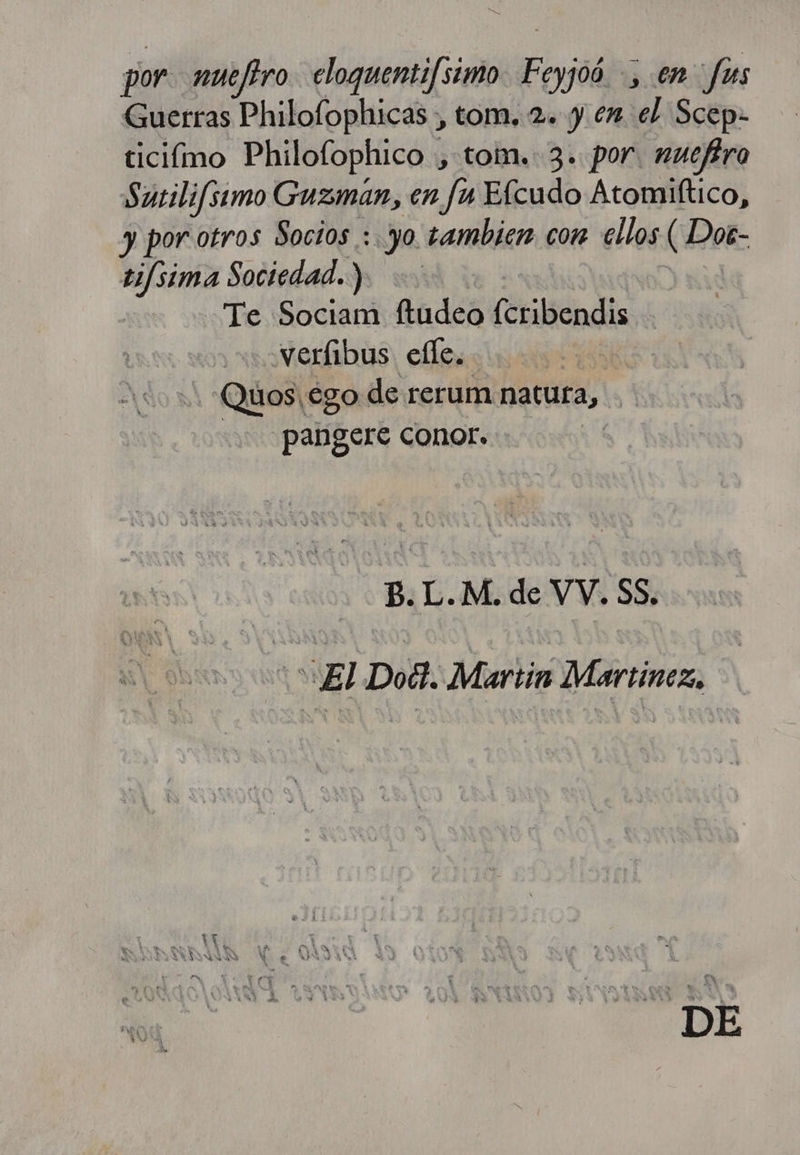 por nueſtro eloquentiſsimo Feyjoó , en ſus
Guerras Philoſophicas , tom. 2. y en el Scep-
ticiſmo Philoſophico , tom. 3. por nueſtro
Sutiliſsimo Guzmán, en ſu Eſcudo Atomiſtico,
y por otros Socios : yo tambien con ellos ( Doc-
tiſsima Sociedad. )
Te Sociam ſtudeo ſcribendis
verſibus eſſe.
Quos ego de rerum natura,
pangere conor.
B. L. M. de VV. SS.
El Doct. Martin Martinez.
DE